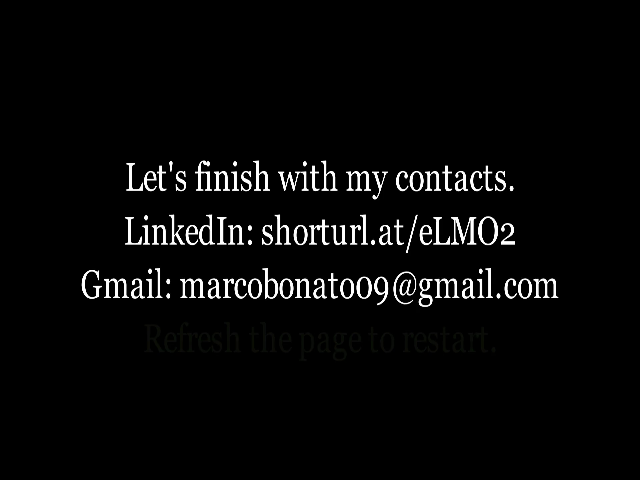 Let's finish with my contacts.
LinkedIn: shorturl.at/eLMO2
Gmail: marcobonato09@gmail.com
Refresh the page to restart.